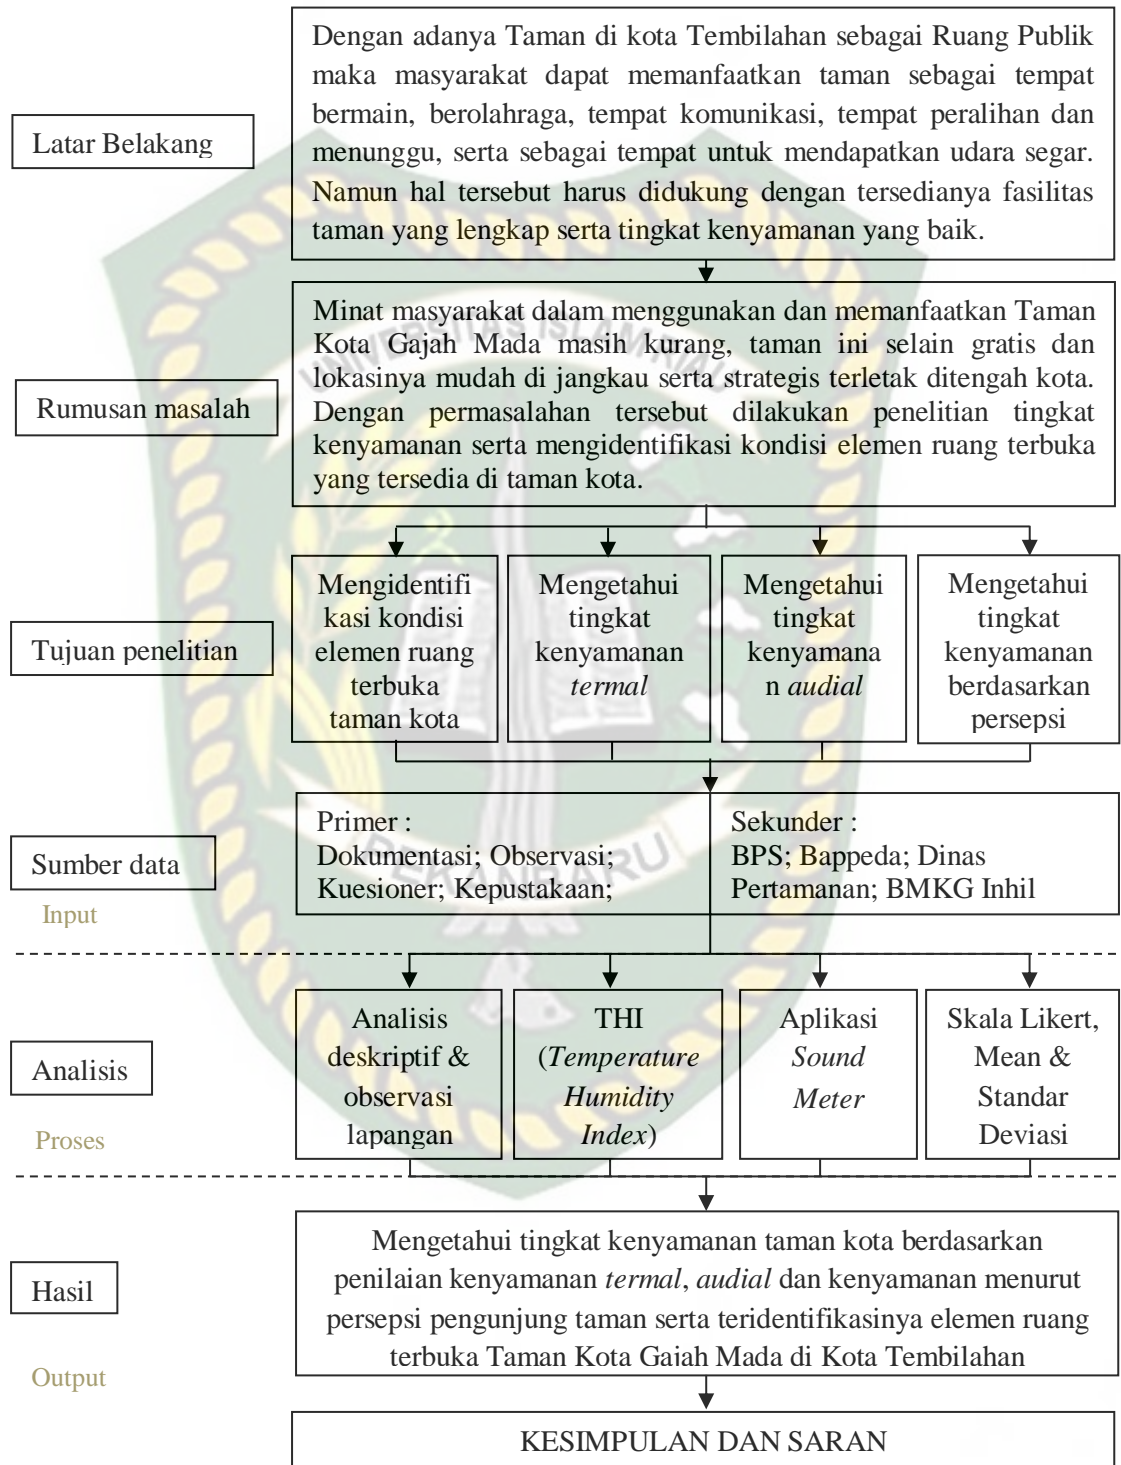 Dengan adanya Taman di kota Tembilahan sebagai Ruang Publik
maka masyarakat dapat memanfaatkan taman sebagai tempat
bermain, berolahraga, tempat komunikasi, tempat peralihan dan
menunggu, serta sebagai tempat untuk mendapatkan udara segar.
Namun hal tersebut harus didukung dengan tersedianya fasilitas
taman yang lengkap serta tingkat kenyamanan yang baik.
Latar Belakang
Minat masyarakat dalam menggunakan dan memanfaatkan Taman
Kota Gajah Mada masih kurang, taman ini selain gratis dan
lokasinya mudah di jangkau serta strategis terletak ditengah kota.
Dengan permasalahan tersebut dilakukan penelitian tingkat
kenyamanan serta mengidentifikasi kondisi elemen ruang terbuka
yang tersedia di taman kota.
Rumusan masalah
UNIVERSITAS ISLAM RIAU
Tujuan penelitian
Mengidentifi
kasi kondisi
elemen ruang
terbuka
taman kota
Mengetahui
tingkat
kenyamanan
termal
Mengetahui
tingkat
kenyamana
n audial
Mengetahui
tingkat
kenyamanan
berdasarkan
persepsi
Sumber data
Input
Primer :
Dokumentasi; Observasi;
Kuesioner; Kepustakaan;
Sekunder :
BPS; Bappeda; Dinas
Pertamanan; BMKG Inhil
PEKANBARU
Analisis
Proses
Analisis
deskriptif &
observasi
lapangan
THI
(Temperature
Humidity
Index)
Aplikasi
Sound
Meter
Skala Likert,
Mean &
Standar
Deviasi
Hasil
Output
Mengetahui tingkat kenyamanan taman kota berdasarkan
penilaian kenyamanan termal, audial dan kenyamanan menurut
persepsi pengunjung taman serta teridentifikasinya elemen ruang
terbuka Taman Kota Gajah Mada di Kota Tembilahan
KESIMPULAN DAN SARAN